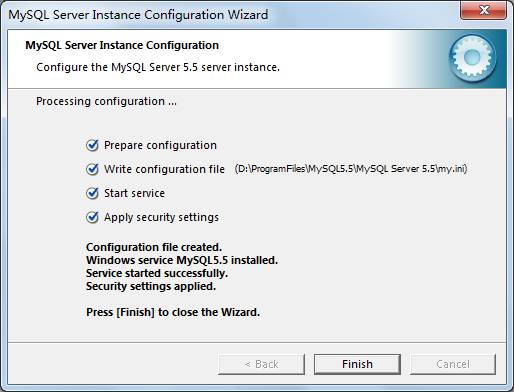 MySQL Server Instance Configuration Wizard
MySQL Server Instance Configuration
Configure the MySQL Server 5.5 server instance.
Processing configuration ...
Prepare configuration
Write configuration file (D:\ProgramFiles\MySQL5.5\MySQL Server 5.5\my.ini)
Start service
Apply security settings
Configuration file created.
Windows service MySQL5.5 installed.
Service started successfully.
Security settings applied.
Press [Finish] to close the Wizard.
< Back Finish Cancel